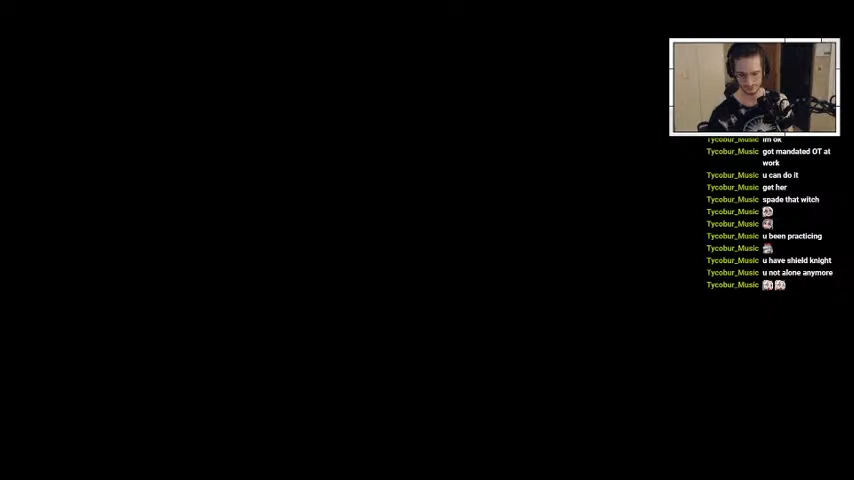 Tycobur_Music im ok
Tycobur_Music got mandated OT at
work
Tycobur_Music u can do it
Tycobur_Music get her
Tycobur_Music spade that witch
Tycobur_Music
Tycobur_Music
Tycobur_Music u been practicing
Tycobur_Music
Tycobur_Music u have shield knight
Tycobur_Music u not alone anymore
Tycobur_Music